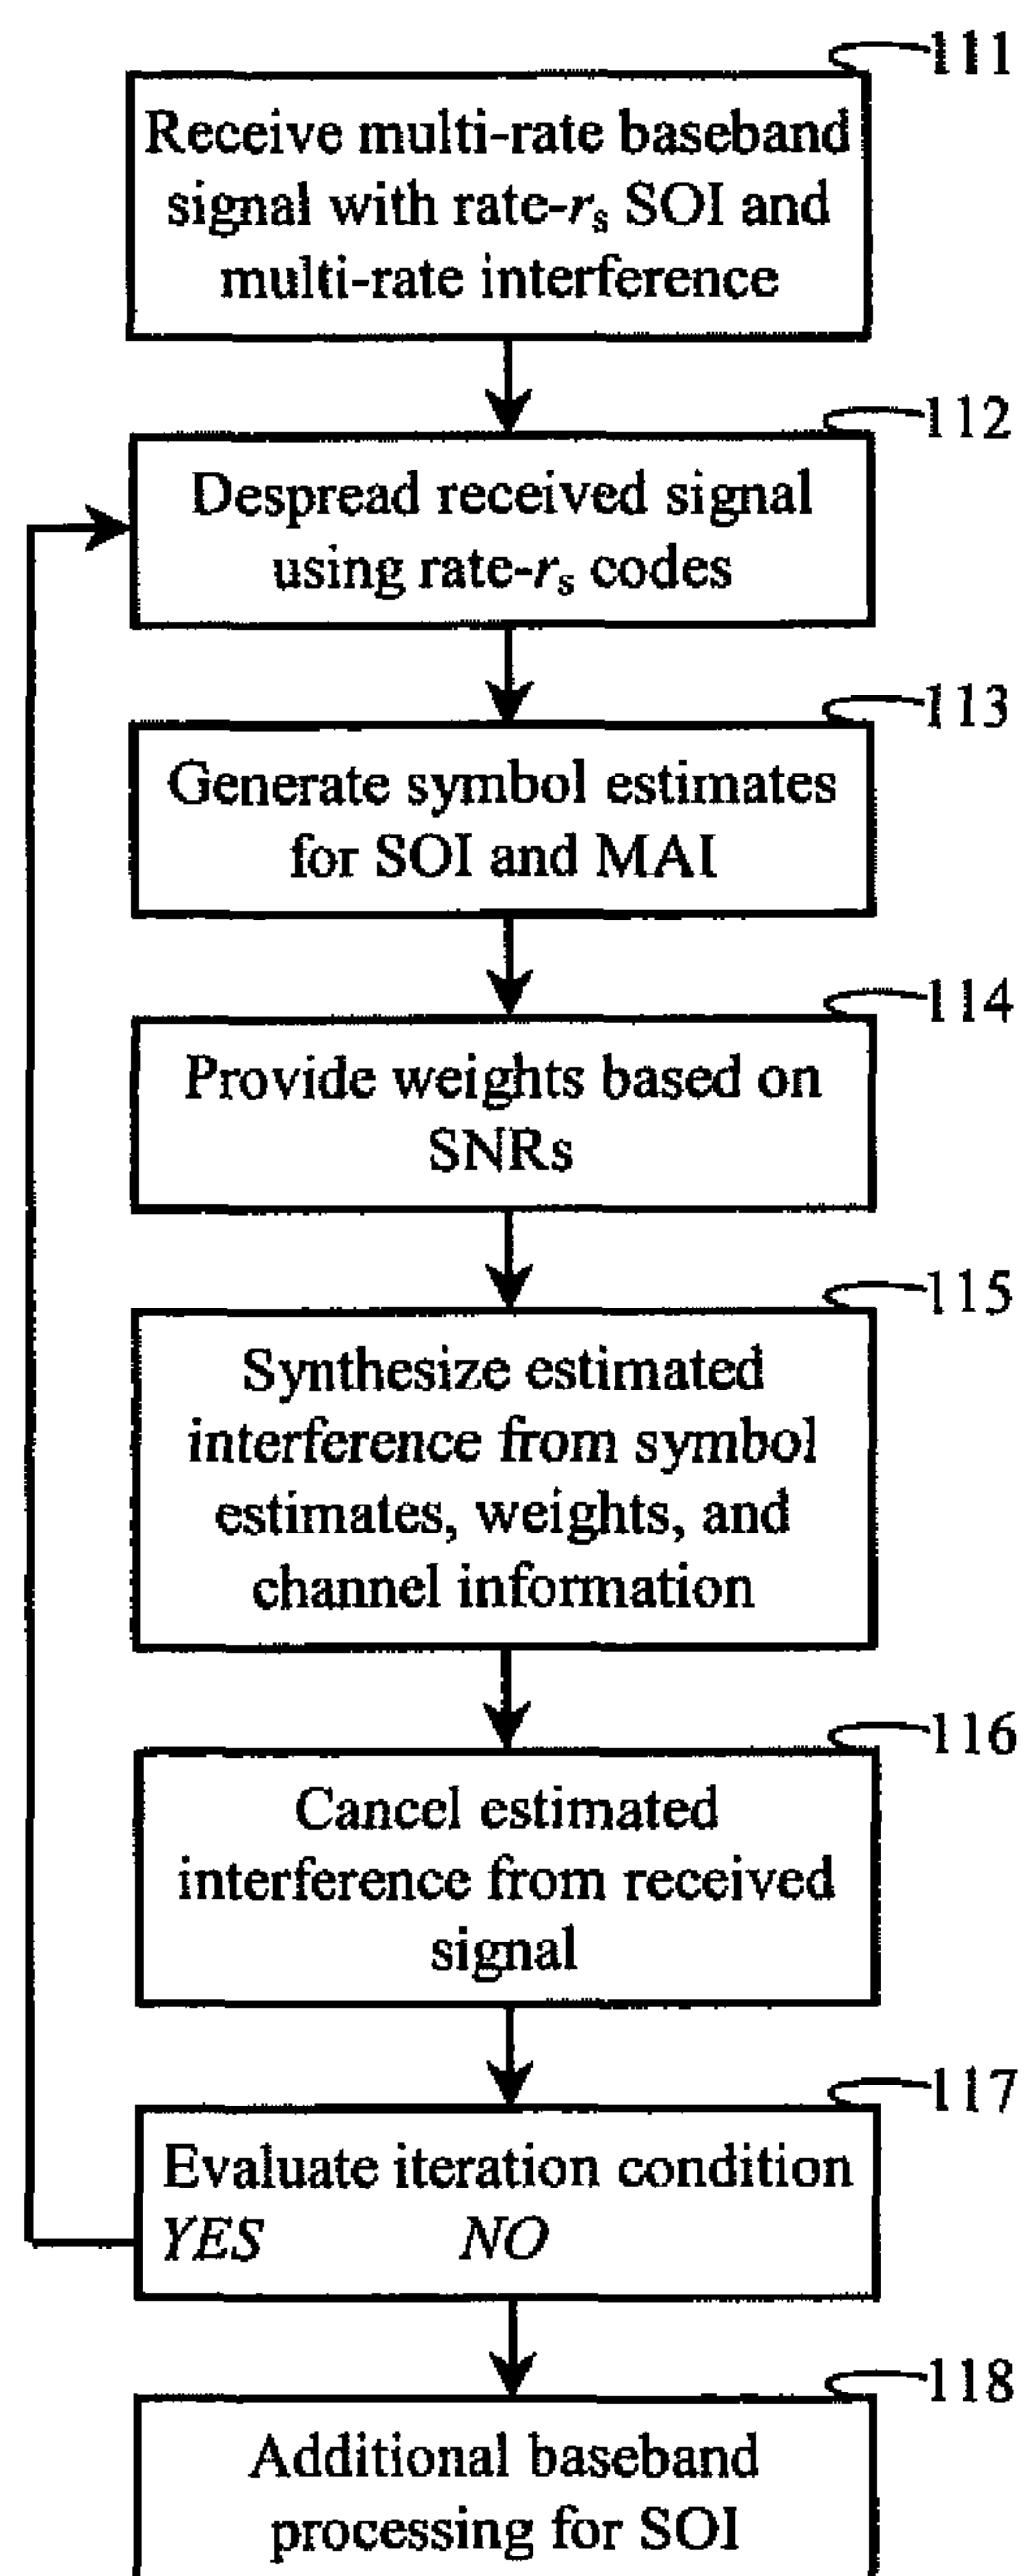 111
Receive multi-rate baseband
signal with rate-rs SOI and
multi-rate interference
112
Despread received signal
using rate-rs codes
113
Generate symbol estimates
for SOI and MAI
114
Provide weights based on
SNRs
115
Synthesize estimated
interference from symbol
estimates, weights, and
channel information
116
Cancel estimated
interference from received
signal
117
Evaluate iteration condition
YES NO
118
Additional baseband
processing for SOI